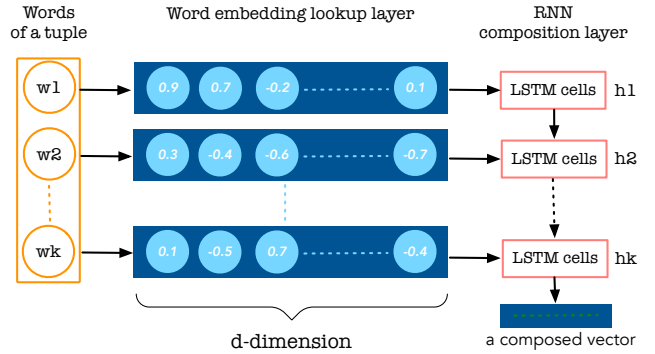 Words
of a tuple
Word embedding lookup layer
RNN
composition layer
w1 0.9 0.7 -0.2 0.1 LSTM cells h1
w2 0.3 -0.4 -0.6 -0.7 LSTM cells h2
wk 0.1 -0.5 0.7 -0.4 LSTM cells hk
d-dimension
a composed vector